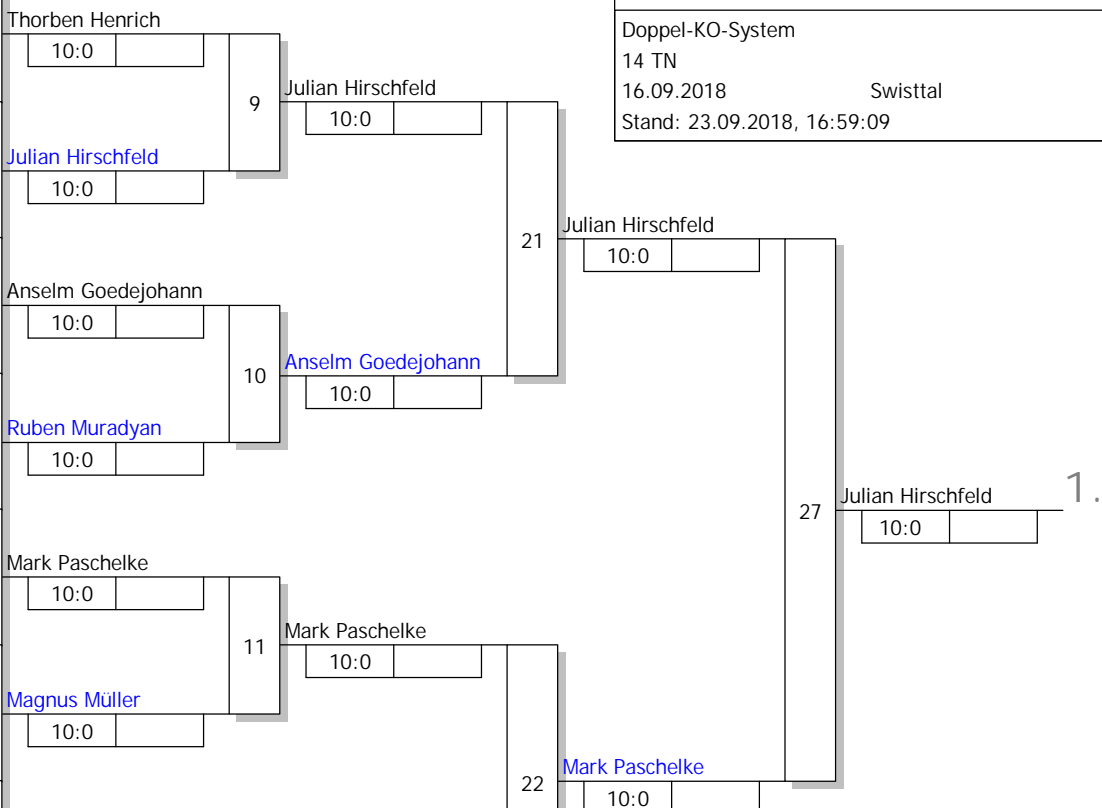 Thorben Henrich
10:0
9
Julian Hirschfeld
10:0
Julian Hirschfeld
10:0
Doppel-KO-System
14 TN
16.09.2018 Swisttal
Stand: 23.09.2018, 16:59:09
21
Julian Hirschfeld
10:0
Anselm Goedejohann
10:0
10
Anselm Goedejohann
10:0
Ruben Muradyan
10:0
27
Julian Hirschfeld
10:0
1.
Mark Paschelke
10:0
11
Mark Paschelke
10:0
Magnus Müller
10:0
22
Mark Paschelke
10:0